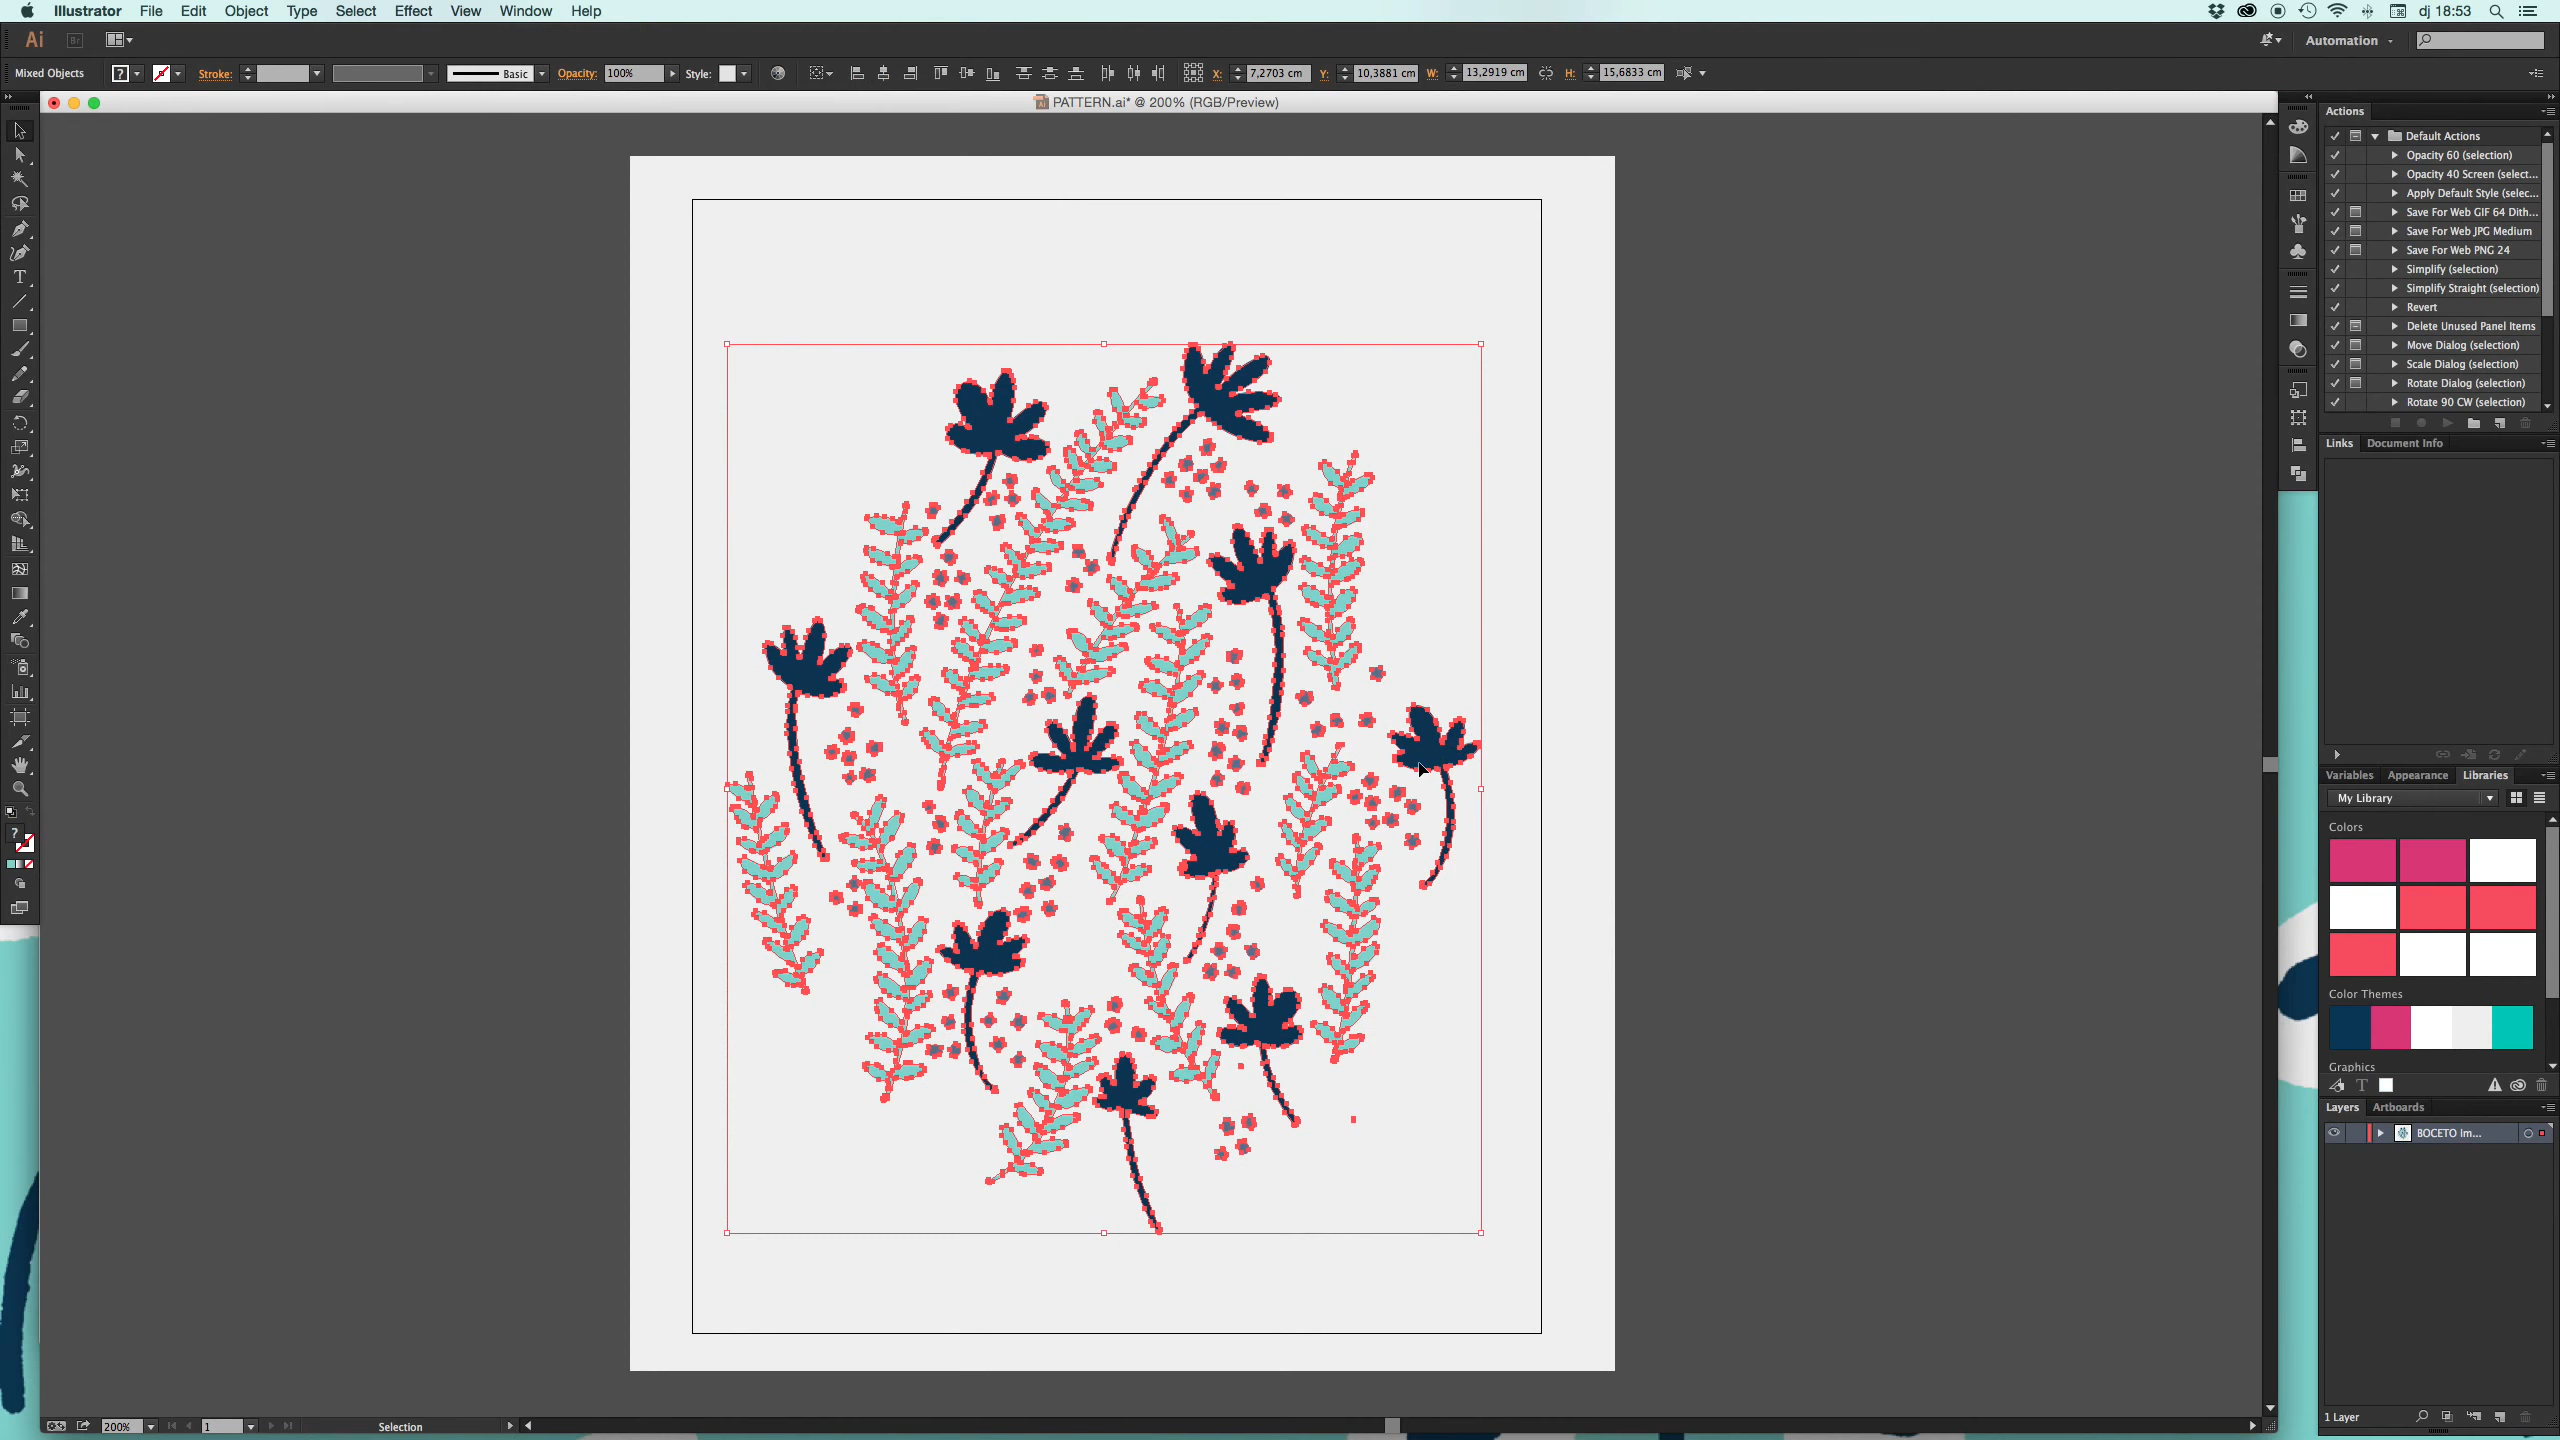 Illustrator File Edit Object Type Select Effect View Window Help dj 18:53
Ai Br Automation
Mixed Objects ? Stroke: Basic Opacity: 100% Style: X: 7,2703 cm Y: 10,3881 cm W: 13,2919 cm H: 15,6833 cm
PATTERN.ai* @ 200% (RGB/Preview)
Actions
Default Actions
Opacity 60 (selection)
Opacity 40 Screen (select...
Apply Default Style (selec...
Save For Web GIF 64 Dith...
Save For Web JPG Medium
Save For Web PNG 24
Simplify (selection)
Simplify Straight (selection)
Revert
Delete Unused Panel Items
Move Dialog (selection)
Scale Dialog (selection)
Rotate Dialog (selection)
Rotate 90 CW (selection)
Links Document Info
Variables Appearance Libraries
My Library
Colors
Color Themes
Graphics
Layers Artboards
BOCETO Im...
1 Layer
200% 1 Selection